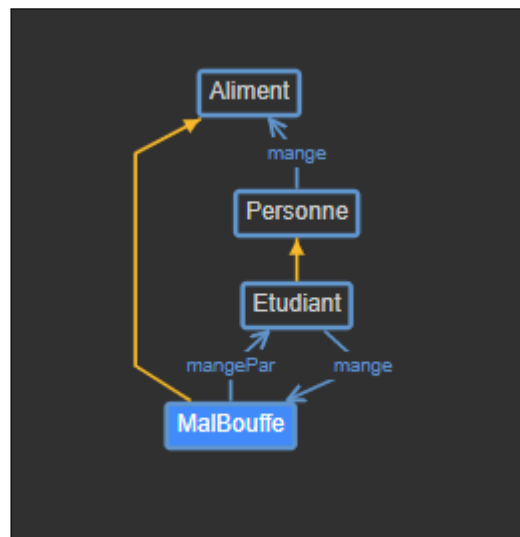 Aliment
mange
Personne
Etudiant
mangePar mange
MalBouffe